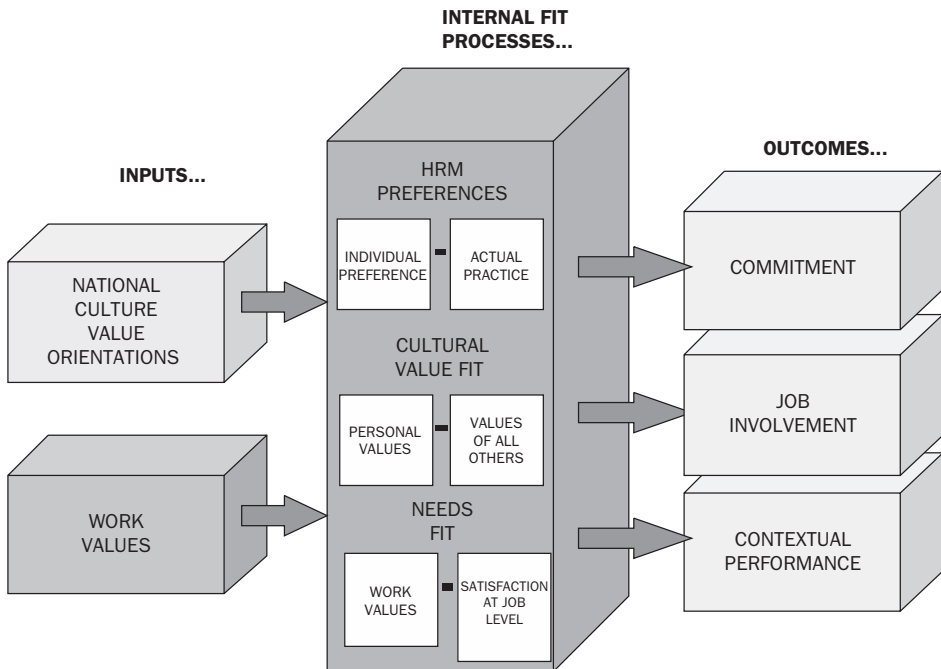 INTERNAL FIT
PROCESSES...
INPUTS...
OUTCOMES...
NATIONAL
CULTURE
VALUE
ORIENTATIONS
WORK
VALUES
HRM
PREFERENCES
INDIVIDUAL
PREFERENCE
-
ACTUAL
PRACTICE
CULTURAL
VALUE FIT
PERSONAL
VALUES
-
VALUES
OF ALL
OTHERS
NEEDS
FIT
WORK
VALUES
-
SATISFACTION
AT JOB
LEVEL
COMMITMENT
JOB
INVOLVEMENT
CONTEXTUAL
PERFORMANCE